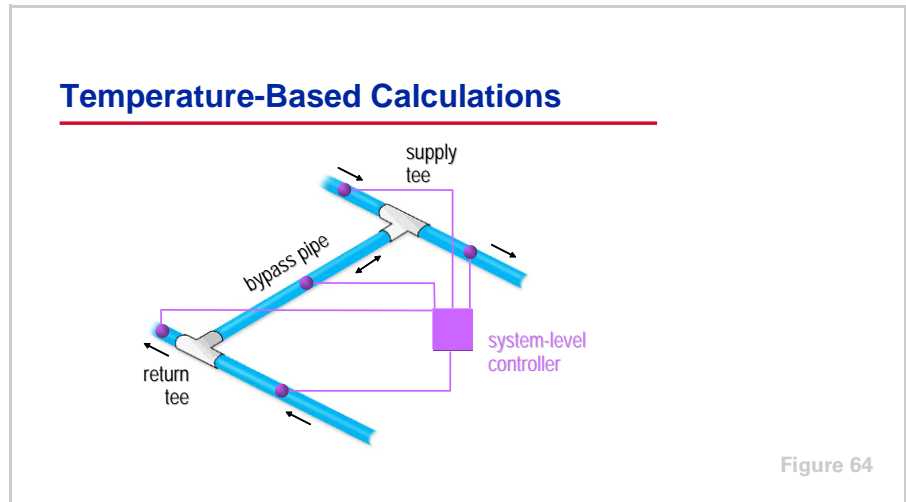 Temperature-Based Calculations
supply
tee
bypass pipe
system-level
controller
return
tee
Figure 64